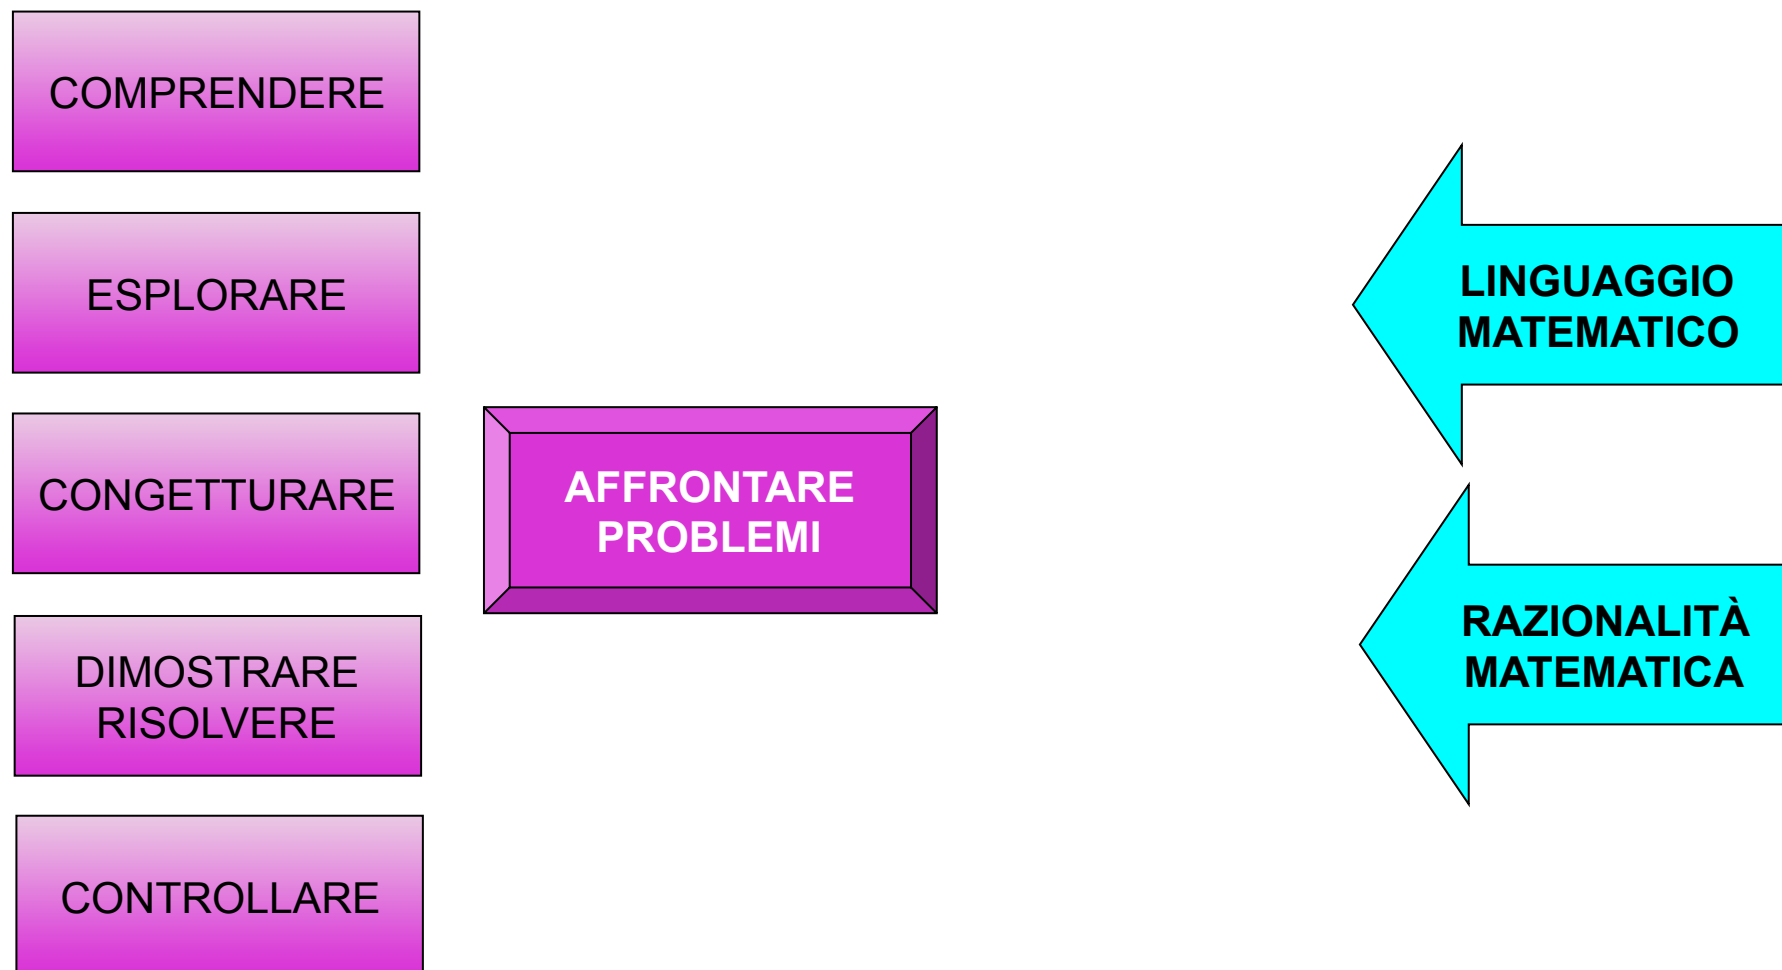 COMPRENDERE
ESPLORARE
CONGETTURARE
DIMOSTRARE
RISOLVERE
CONTROLLARE
AFFRONTARE
PROBLEMI
LINGUAGGIO
MATEMATICO
RAZIONALITÀ
MATEMATICA